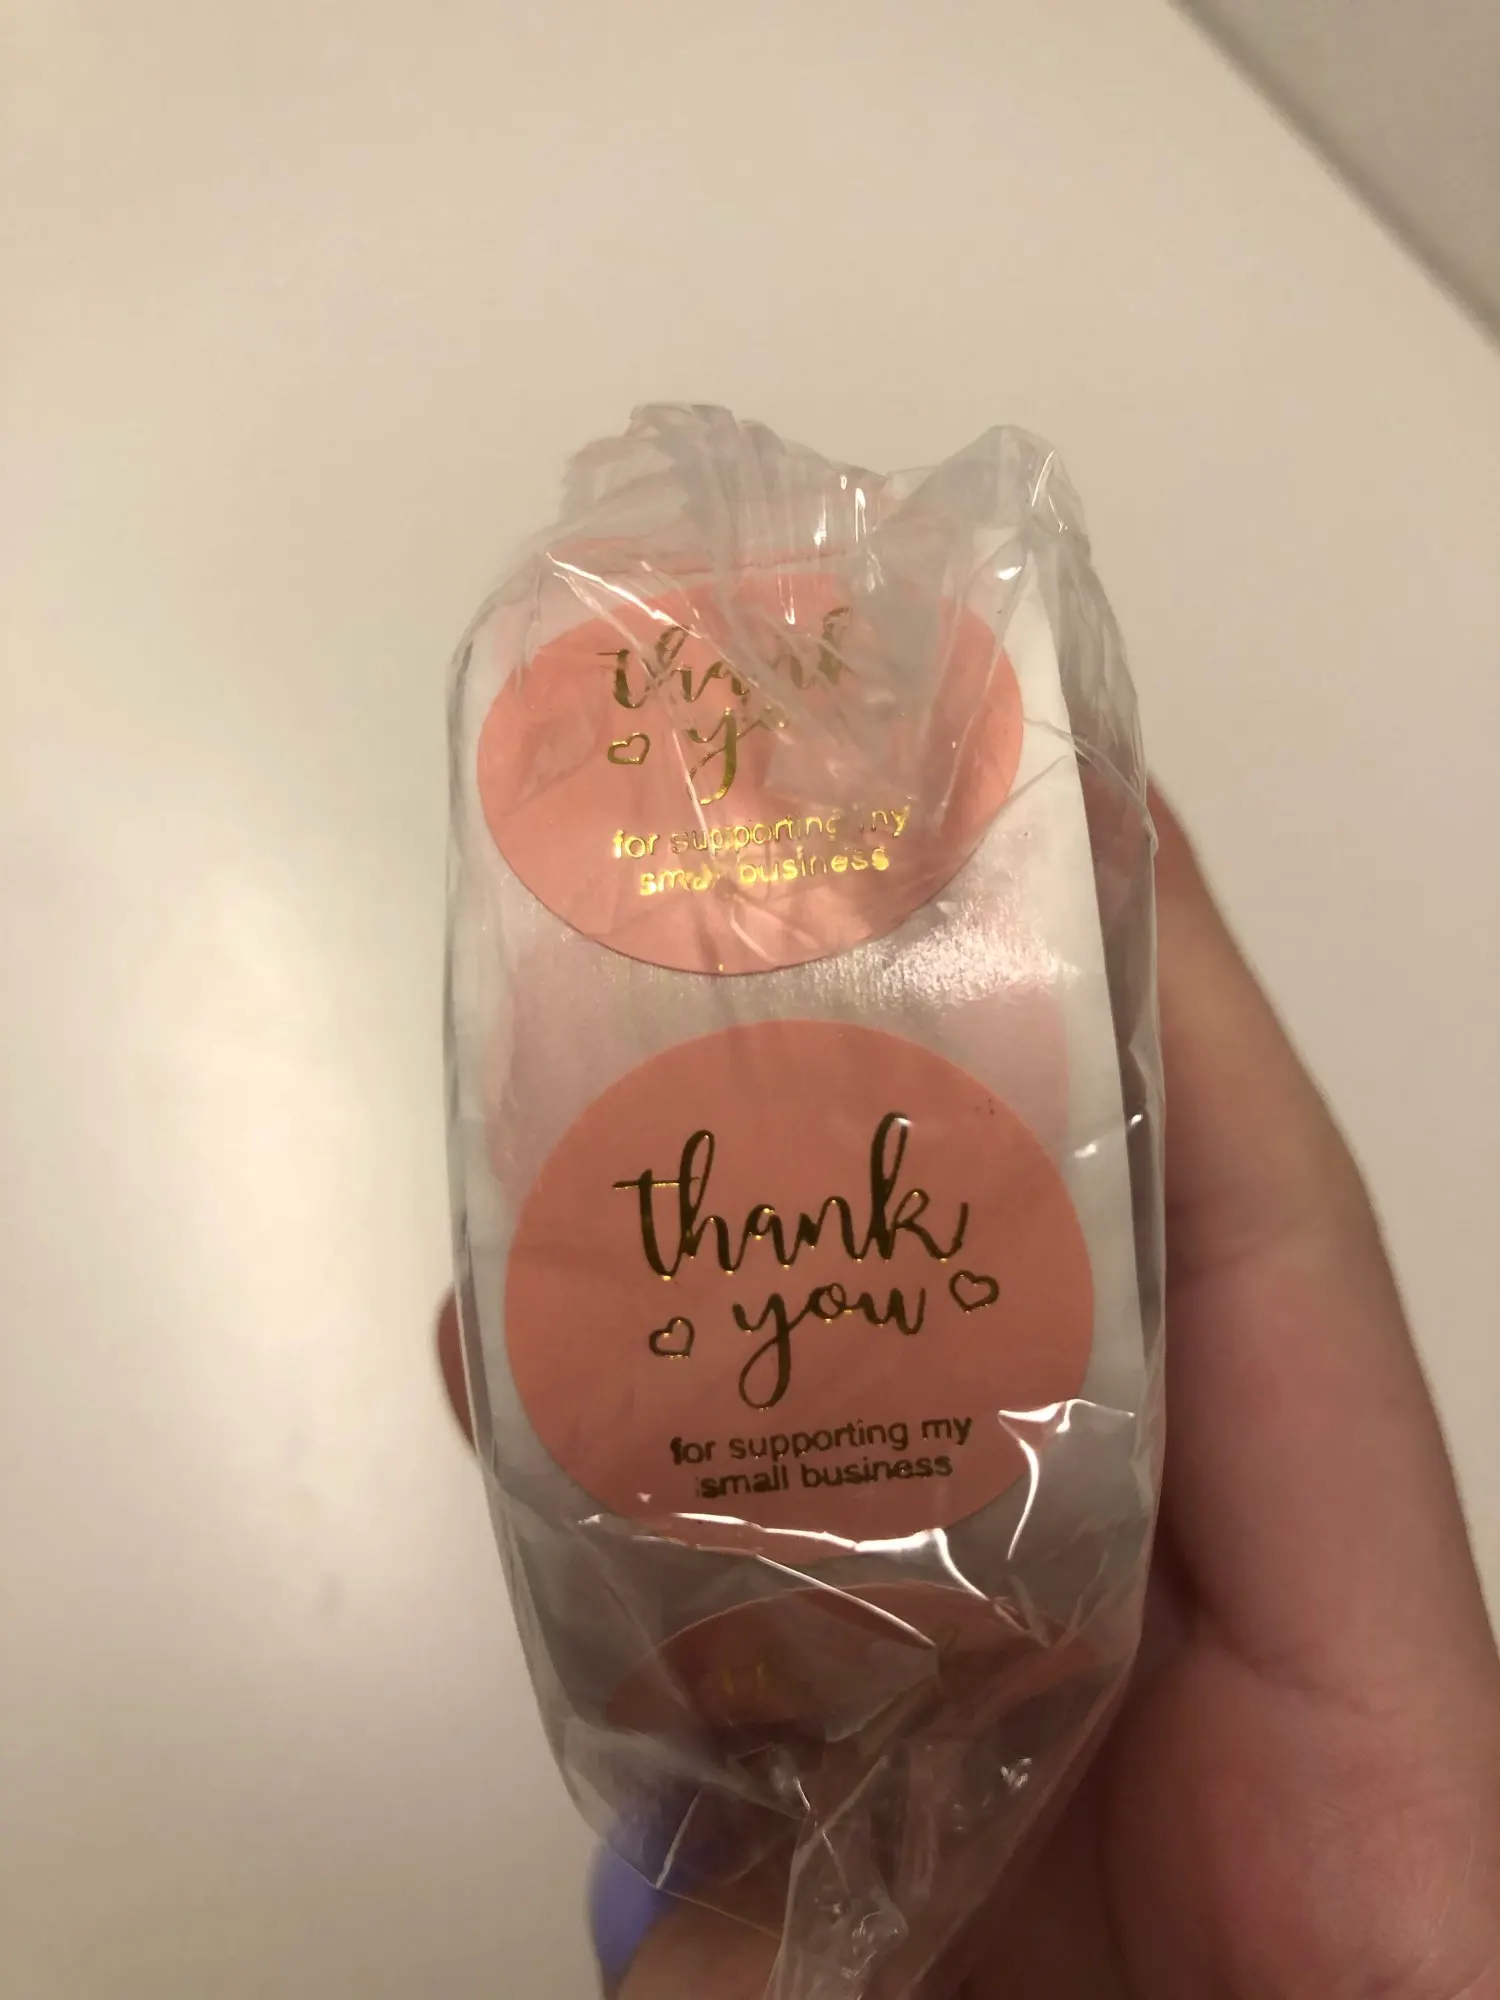 thank
you
for supporting my
small business
thank
you
for supporting my
small business